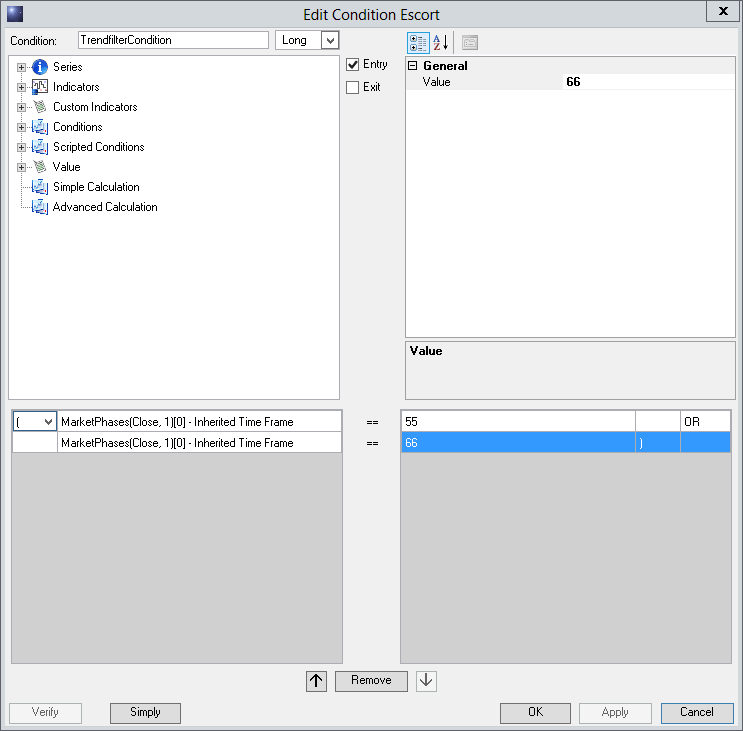 Edit Condition Escort
x
Condition: TrendfilterCondition Long
Series
Indicators
Custom Indicators
Conditions
Scripted Conditions
Value
Simple Calculation
Advanced Calculation
Entry
Exit
General
Value 66
Value
( MarketPhases(Close, 1)[0] - Inherited Time Frame == 55 OR
MarketPhases(Close, 1)[0] - Inherited Time Frame == 66 )
Remove
Verify Simply OK Apply Cancel